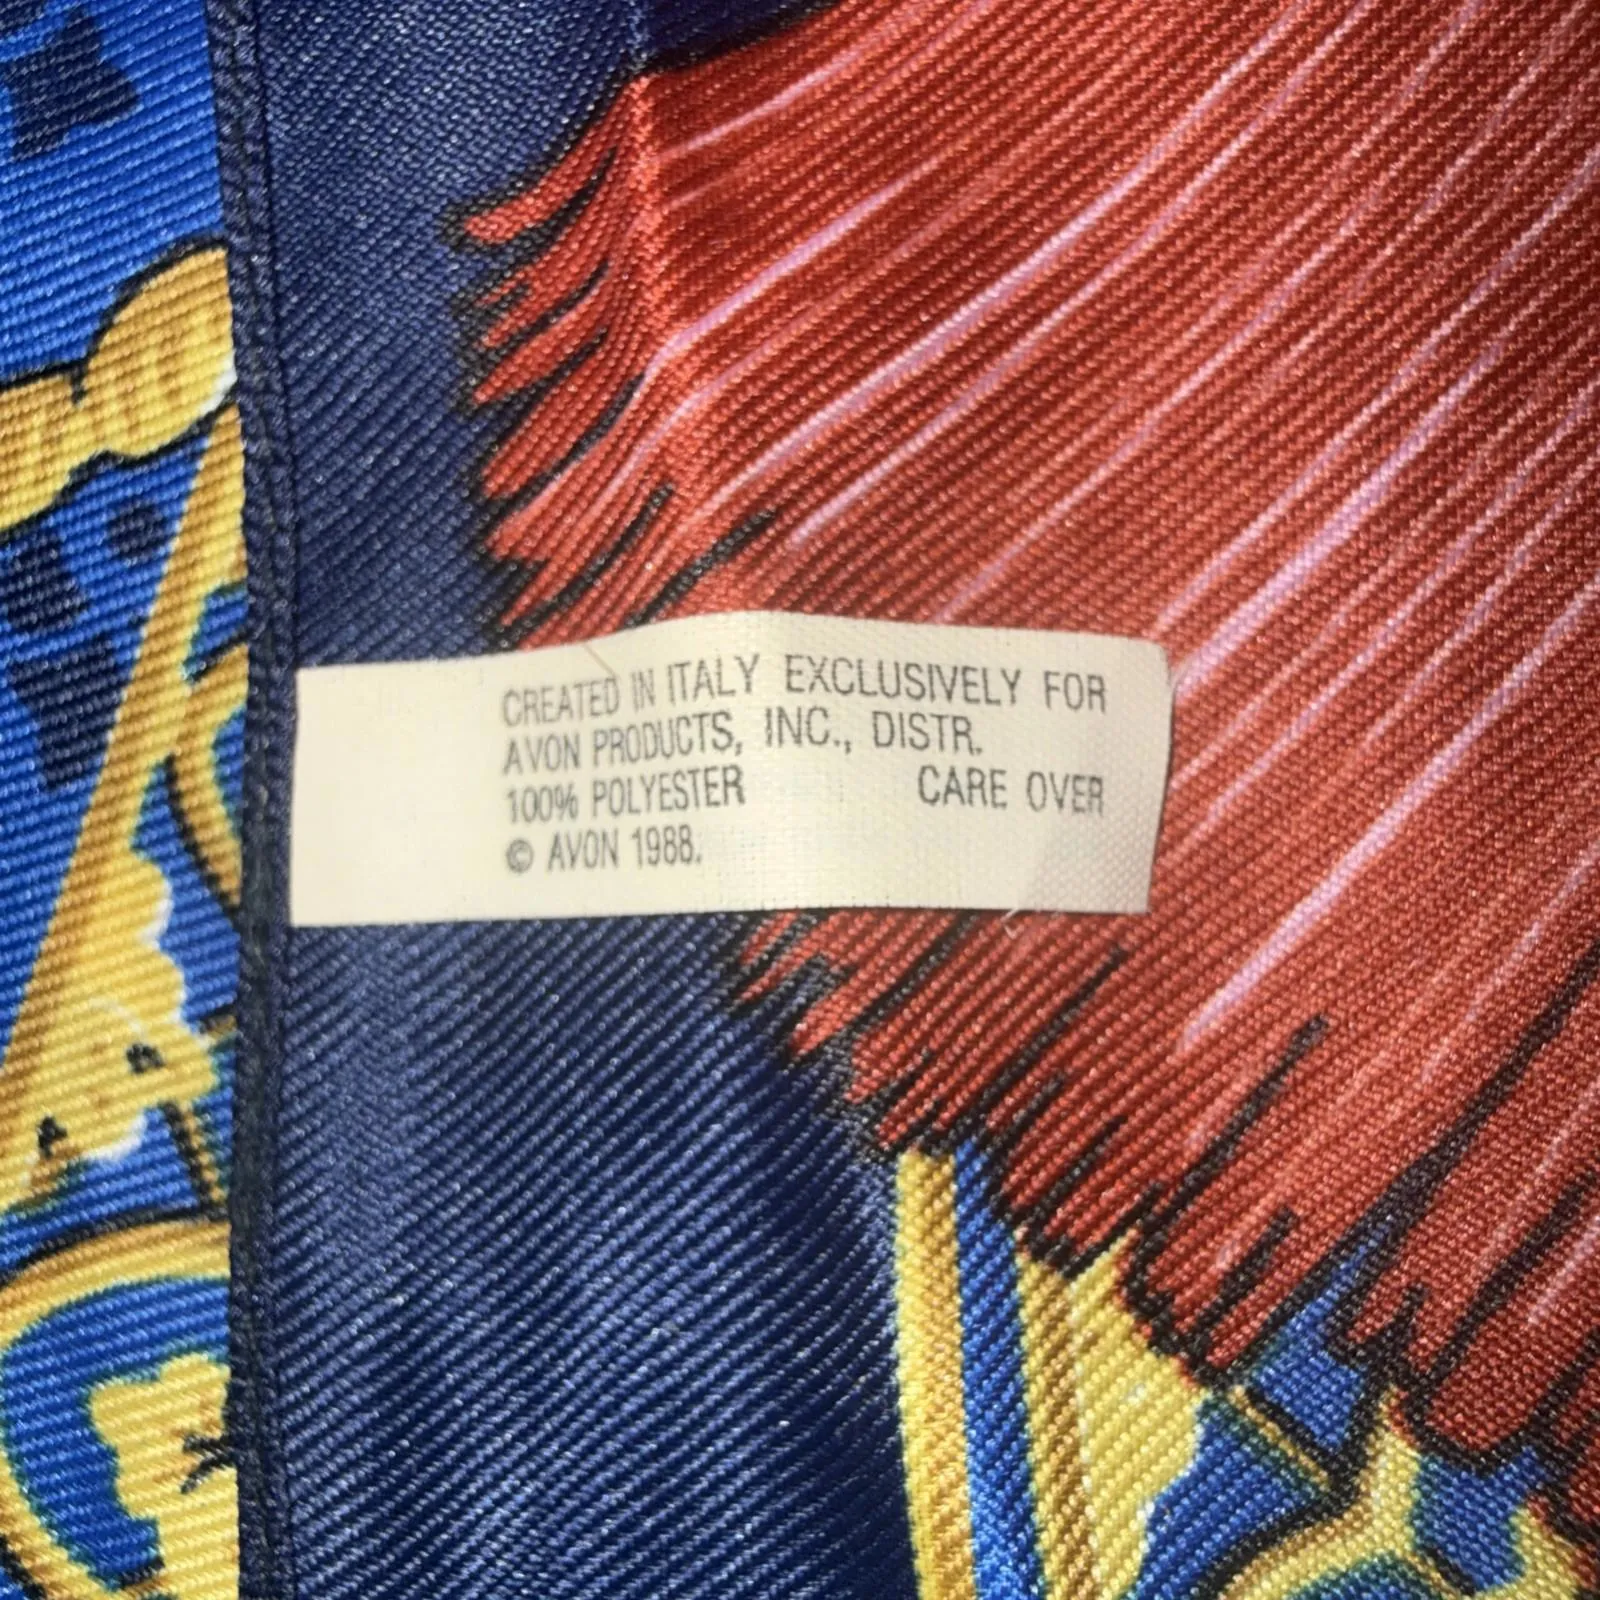 CREATED IN ITALY EXCLUSIVELY FOR
AVON PRODUCTS, INC., DISTR.
100% POLYESTER CARE OVER
© AVON 1988.